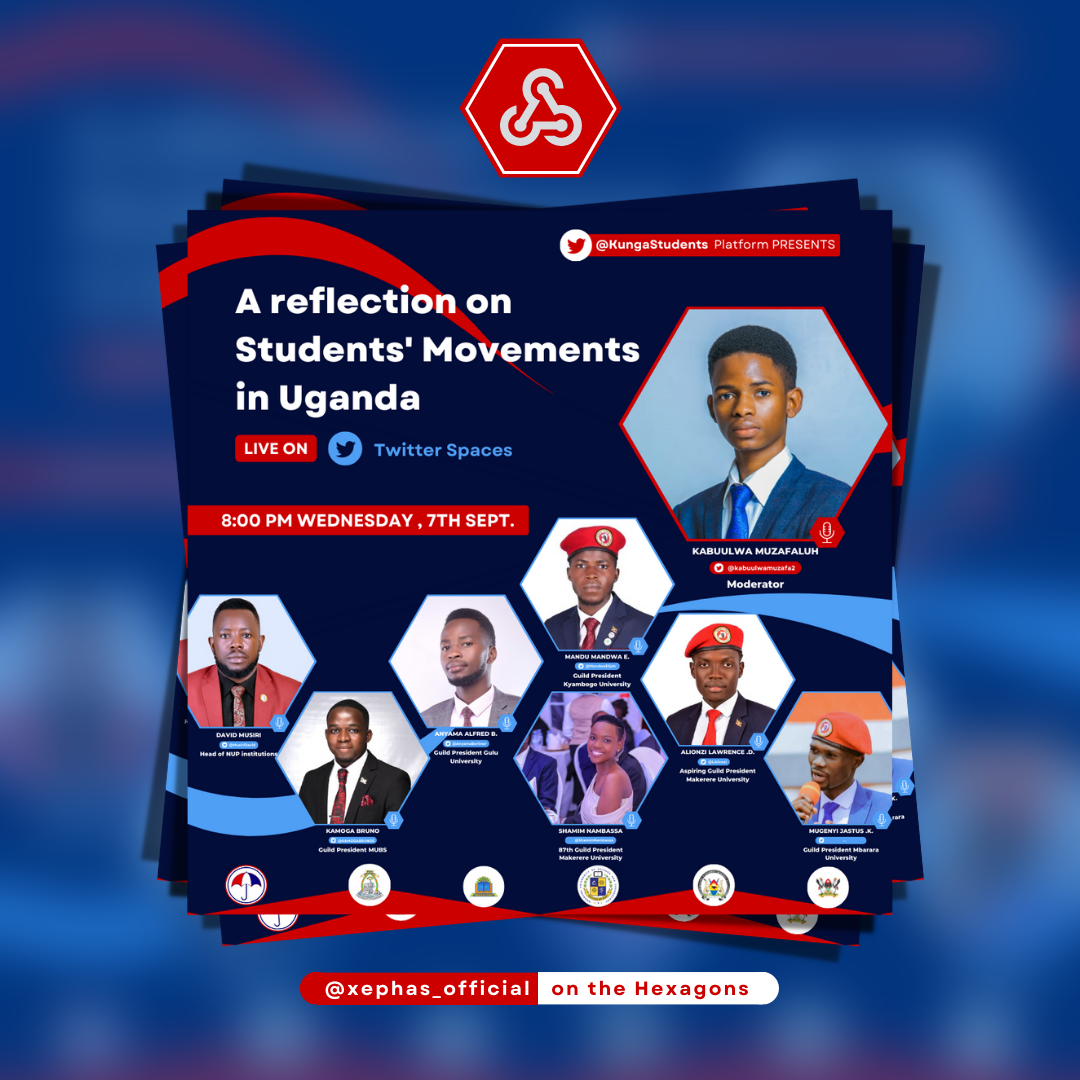 @KungaStudents Platform PRESENTS
A reflection on
Students' Movements
in Uganda
LIVE ON Twitter Spaces
8:00 PM WEDNESDAY , 7TH SEPT.
KABUULWA MUZAFALUH
@kabuulwamuzafa2
Moderator
MANDU MANDWA E.
Guild President
Kyambogo University
DAVID MUSIRI
Head of NUP institutions
ANYAMA ALFRED B.
Guild President Gulu
University
ALIONZI LAWRENCE .D.
Aspiring Guild President
Makerere University
KAMOGA BRUNO
Guild President MUBS
SHAMIM NAMBASSA
87th Guild President
Makerere University
MUGENYI JASTUS .K.
Guild President Mbarara
University
@xephas_official on the Hexagons